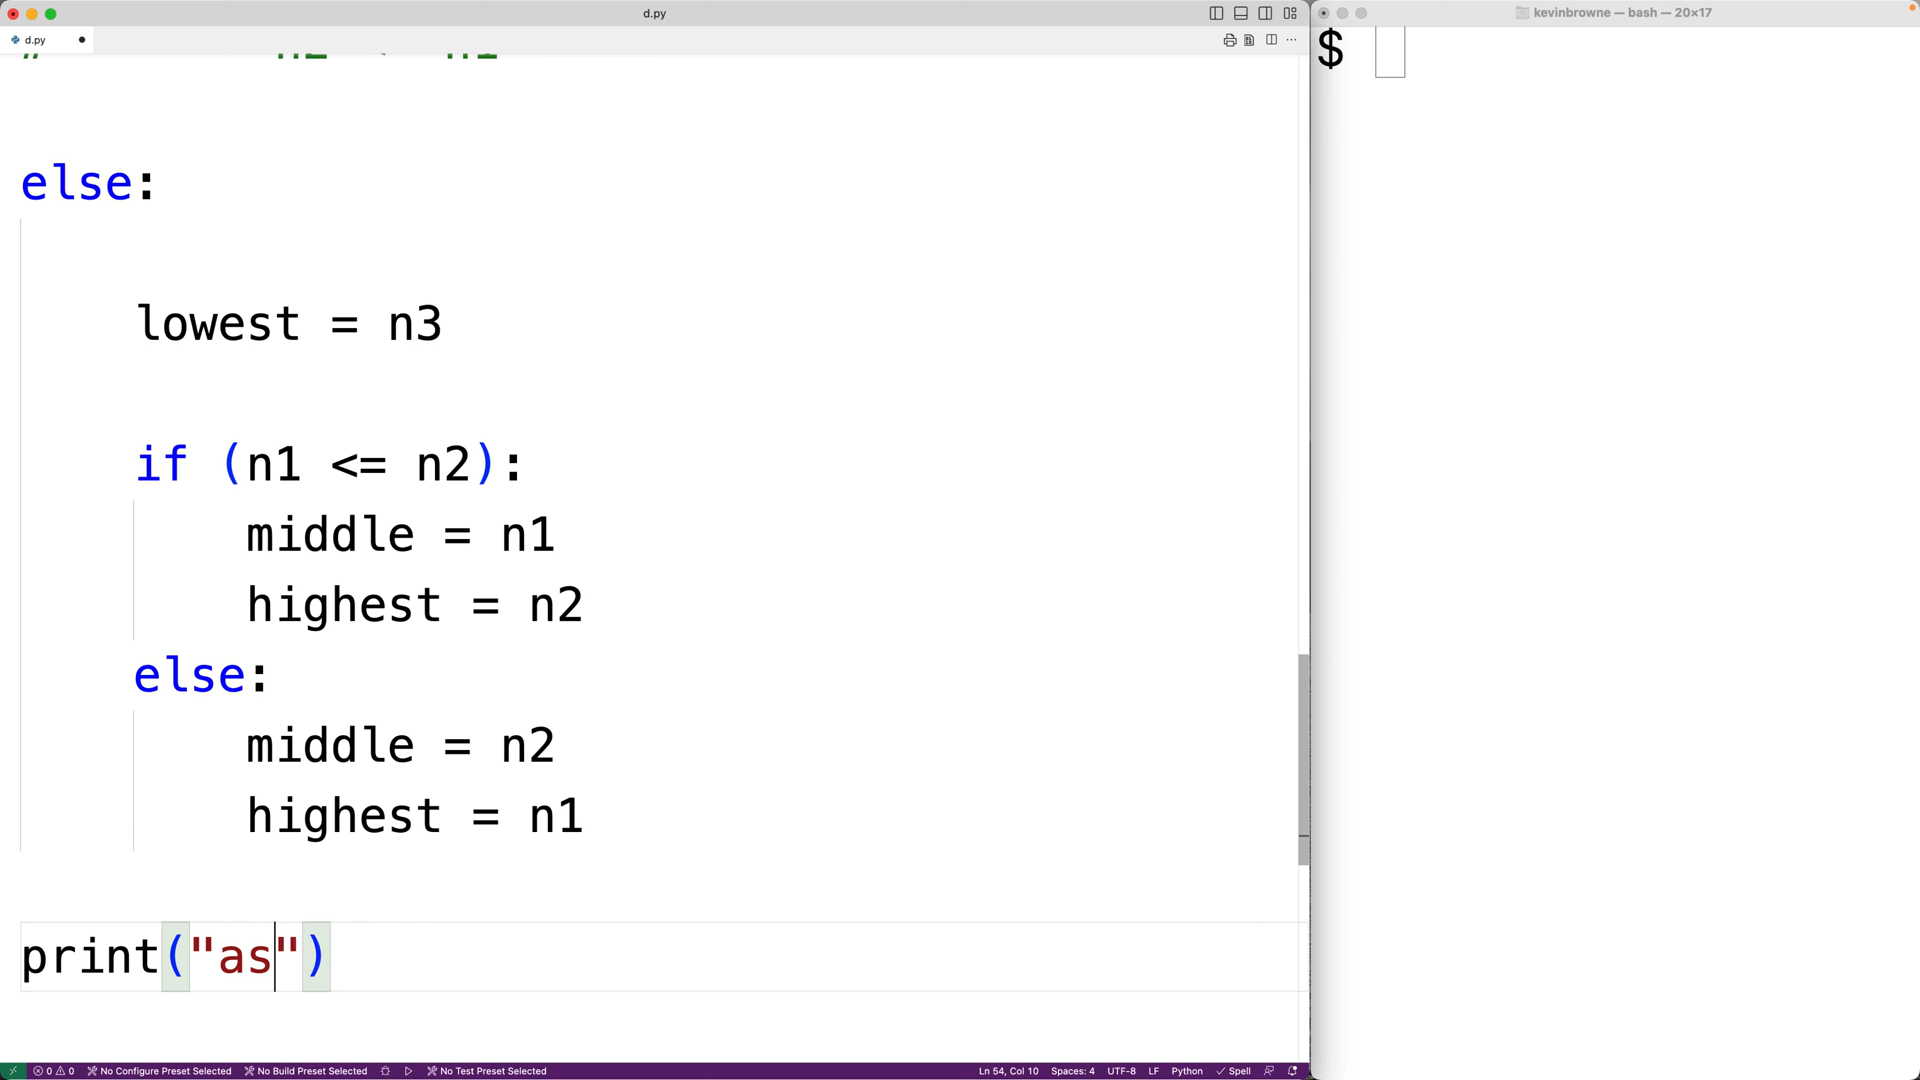 d.py
kevinbrowne — bash — 20×17
d.py
$
else:
lowest = n3
if (n1 <= n2):
middle = n1
highest = n2
else:
middle = n2
highest = n1
print("as")
0 0 No Configure Preset Selected No Build Preset Selected No Test Preset Selected Ln 54, Col 10 Spaces: 4 UTF-8 LF Python Spell